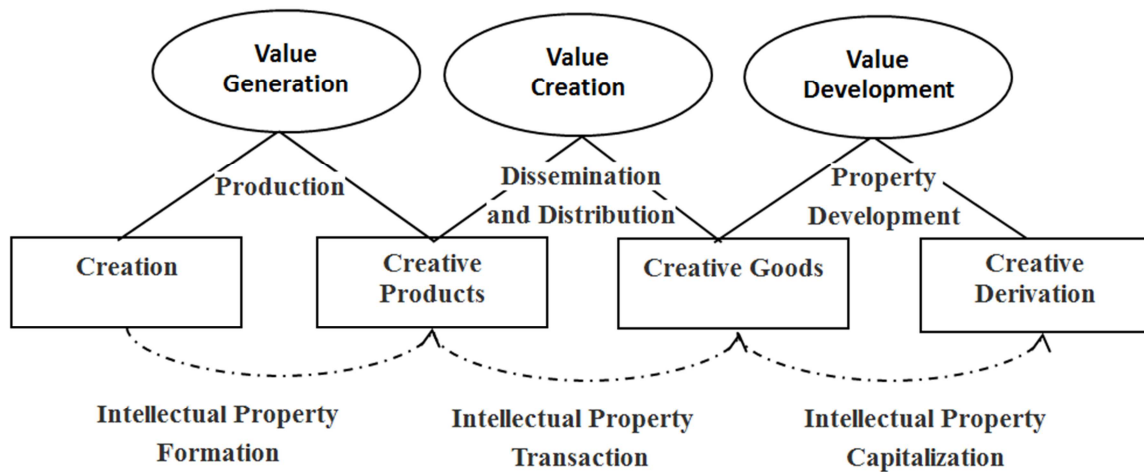 Value
Generation
Value
Creation
Value
Development
Production
Dissemination
and Distribution
Property
Development
Creation
Creative
Products
Creative Goods
Creative
Derivation
Intellectual Property
Formation
Intellectual Property
Transaction
Intellectual Property
Capitalization